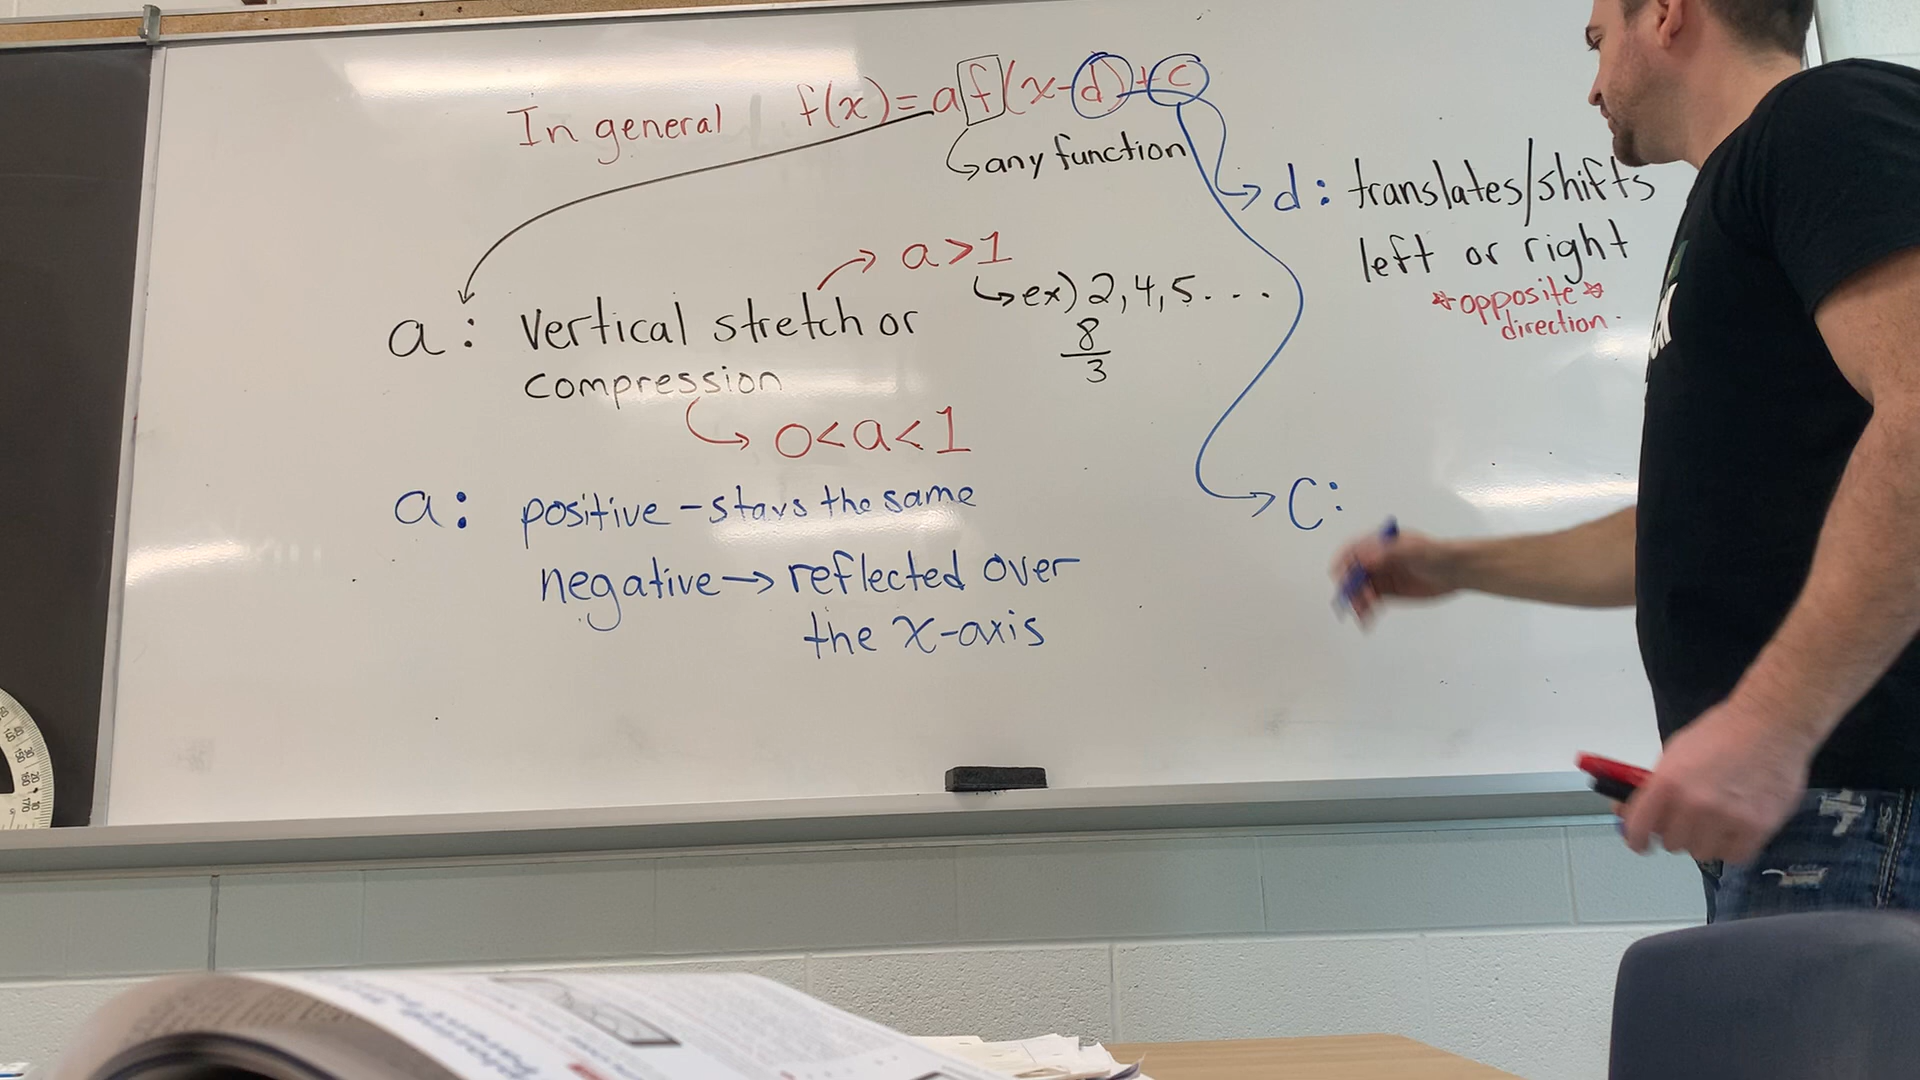 In general f(x)=af(x-d)+c
any function
a>1
ex) 2,4,5...
8
3
a: vertical stretch or
compression
0<a<1
a: positive - stays the same
negative → reflected over
the x-axis
d: translates/shifts
left or right
*opposite*
direction.
C: